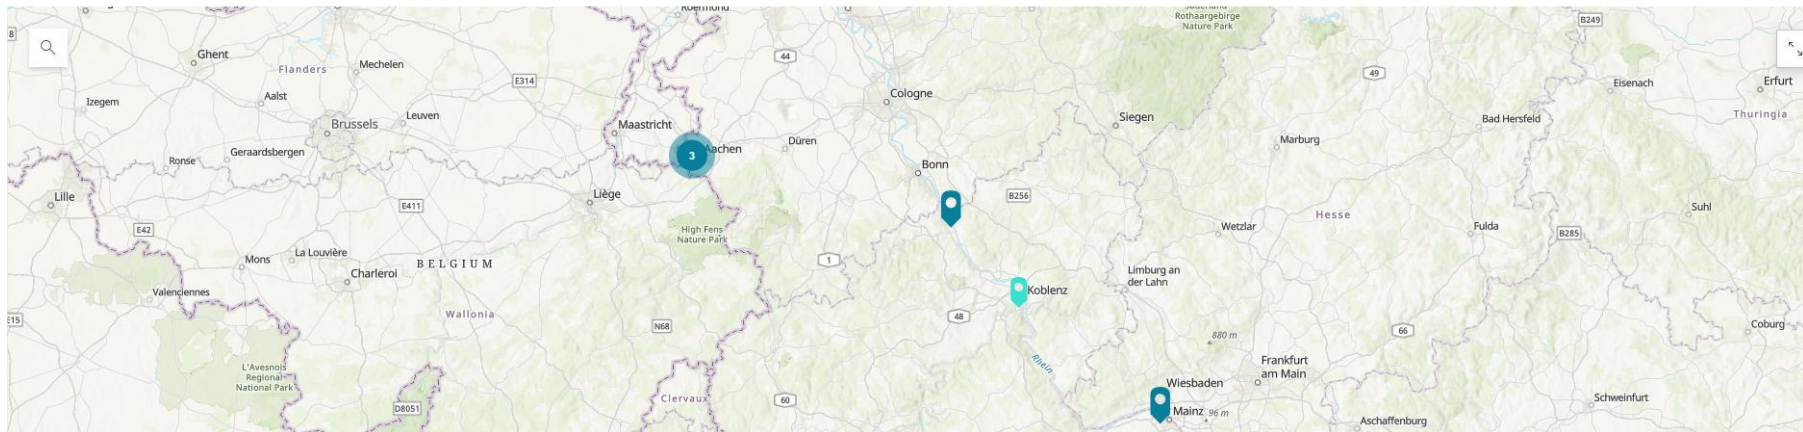 Roermond
Rothaargebirge
Nature Park
B249
8
Ghent
Flanders
Mechelen
44
E314
49
Eisenach
Erfurt
Thuringia
Izegem
Aalst
Leuven
Brussels
Maastricht
Cologne
Siegen
Bad Hersfeld
Marburg
Düren
Aachen
3
Geraardsbergen
Ronse
Bonn
Lille
Liège
E411
B256
Hesse
Suhl
E42
High Fens
Nature Park
Wetzlar
Fulda
B285
La Louvière
Mons
BELGIUM
1
Charleroi
Limburg an
der Lahn
Koblenz
Valenciennes
Wallonia
48
E15
N68
880 m
66
Coburg
Rhein
Frankfurt
am Main
L'Avesnois
Regional
National Park
Wiesbaden
Clervaux
60
D8051
Mainz
96 m
Schweinfurt
Aschaffenburg